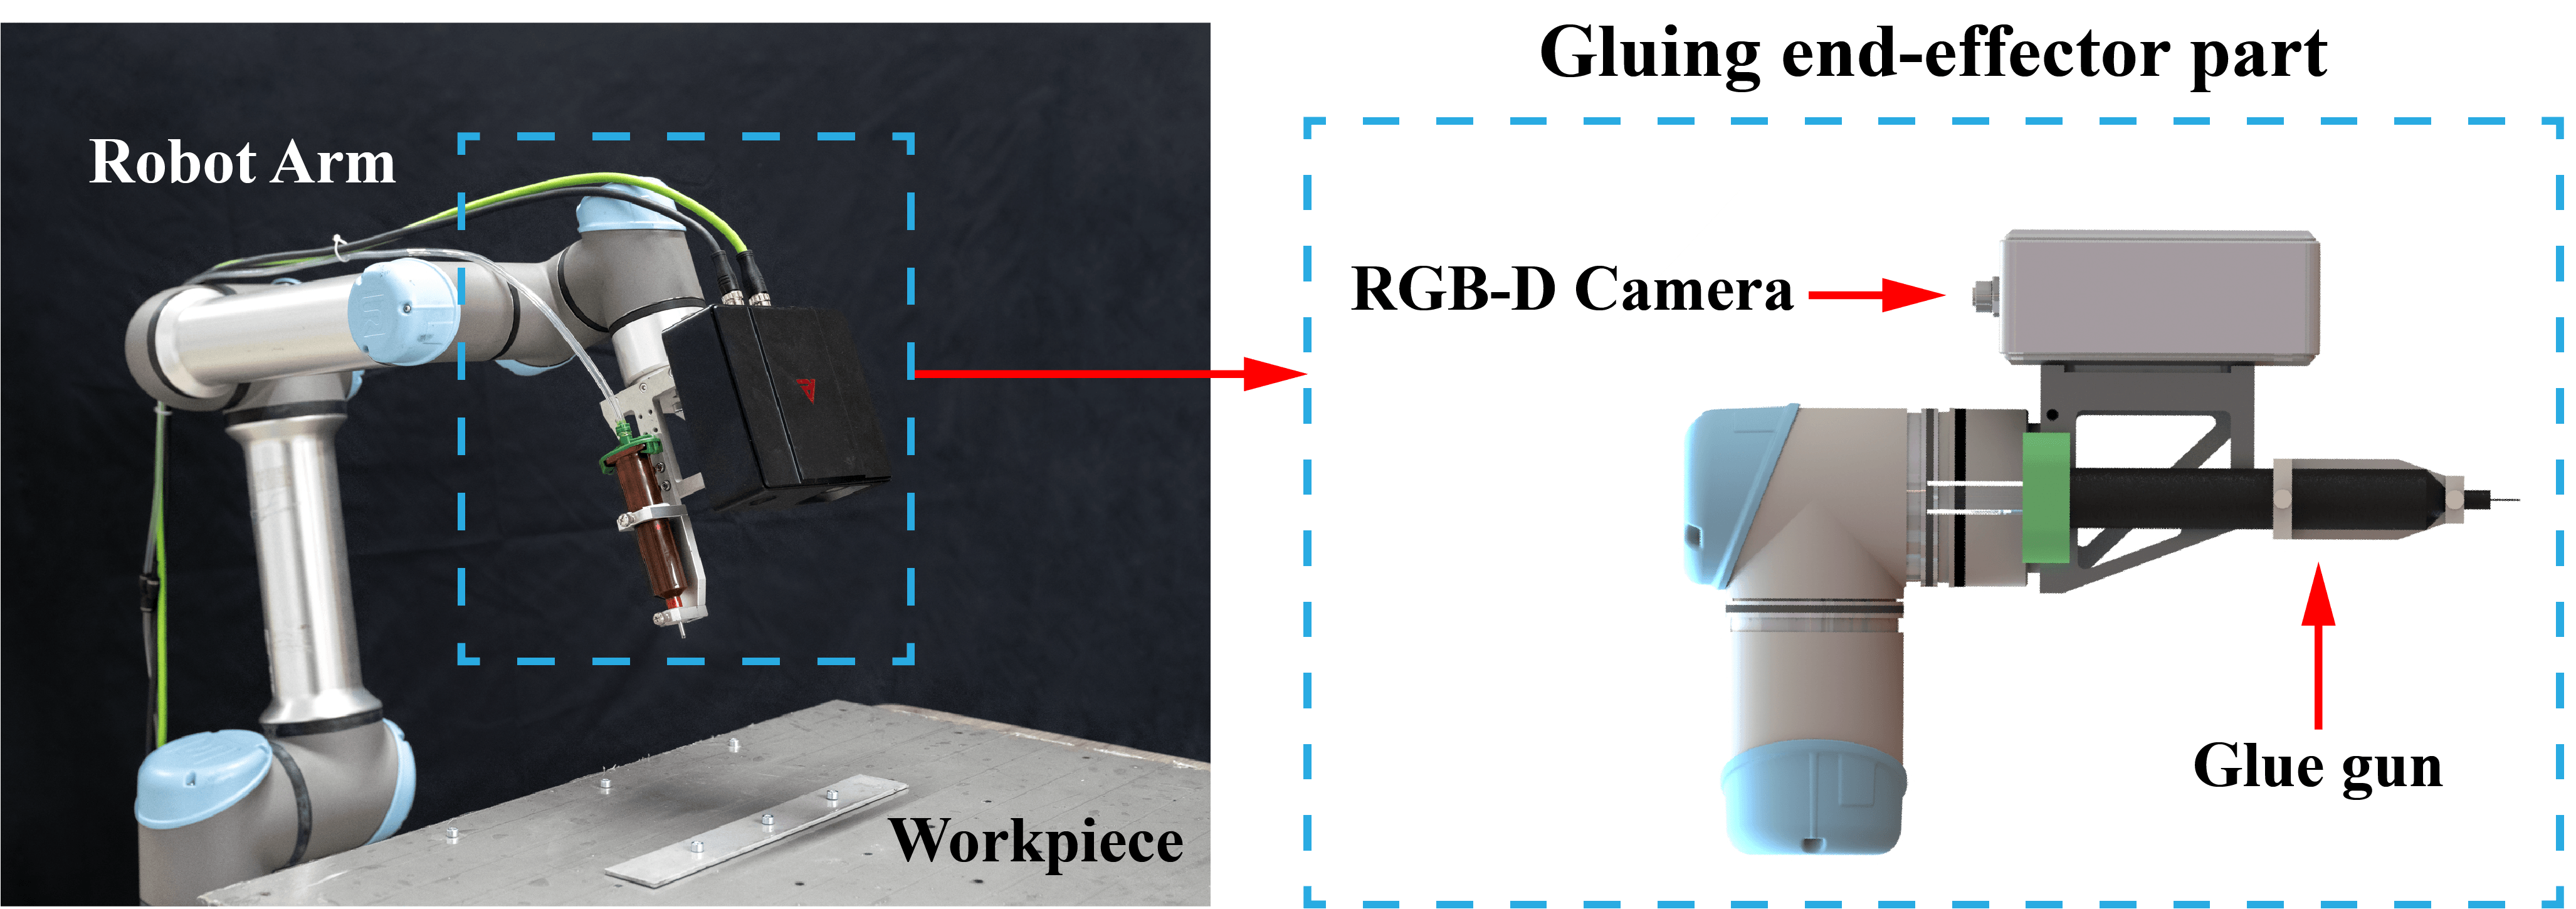 Gluing end-effector part
Robot Arm
RGB-D Camera
Glue gun
Workpiece